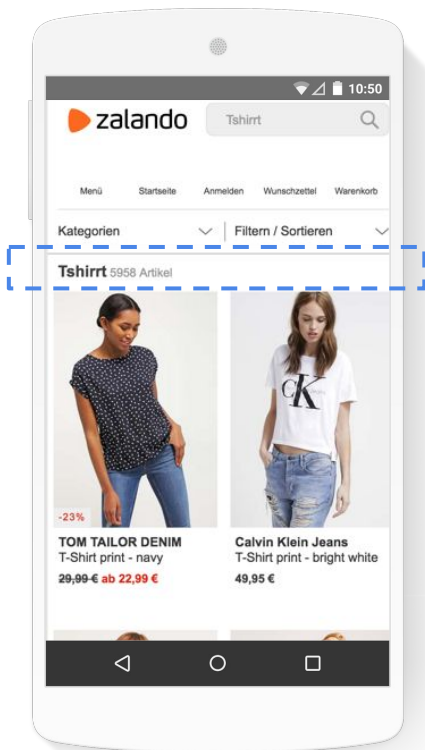 10:50
zalando
Tshirrt
Menü Startseite Anmelden Wunschzettel Warenkorb
Kategorien Filtern / Sortieren
Tshirrt 5958 Artikel
CK
-23%
TOM TAILOR DENIM Calvin Klein Jeans
T-Shirt print - navy T-Shirt print - bright white
29,99 € ab 22,99 € 49,95 €